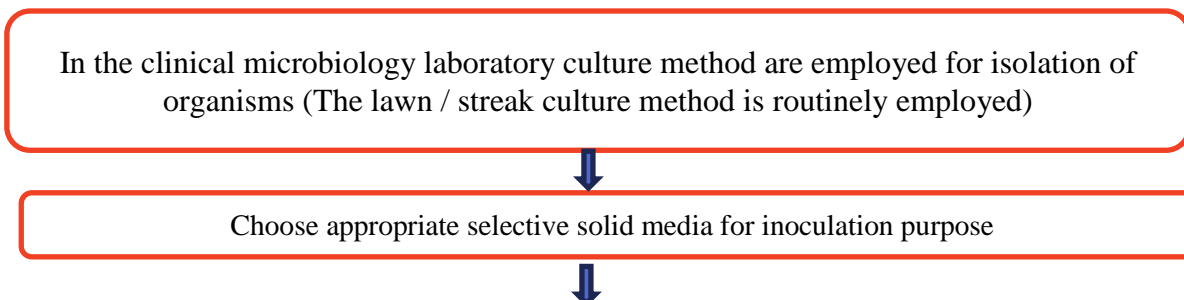 In the clinical microbiology laboratory culture method are employed for isolation of
organisms (The lawn / streak culture method is routinely employed)
Choose appropriate selective solid media for inoculation purpose